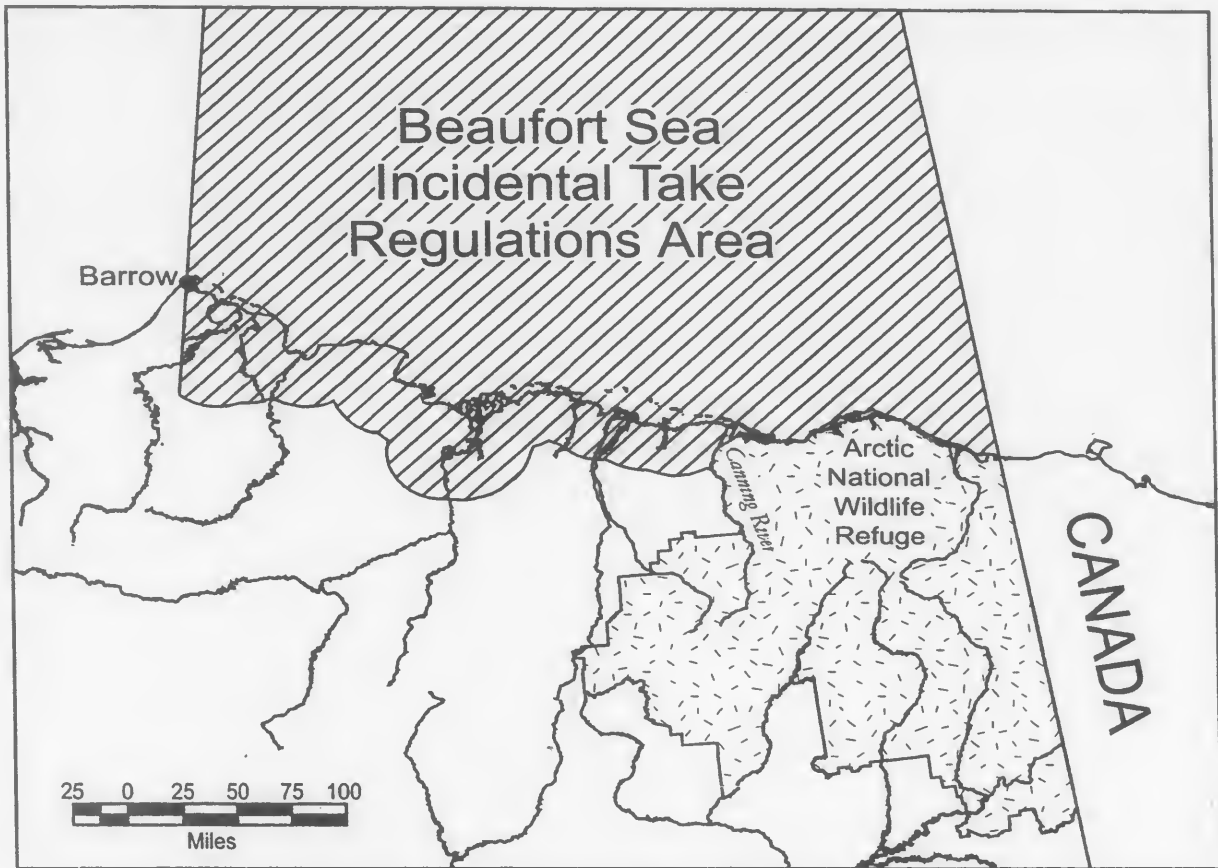 Beaufort Sea
Incidental Take
Regulations Area
Barrow
Arctic
National
Wildlife
Refuge
Canning River
CANADA
25 0 25 50 75 100
Miles